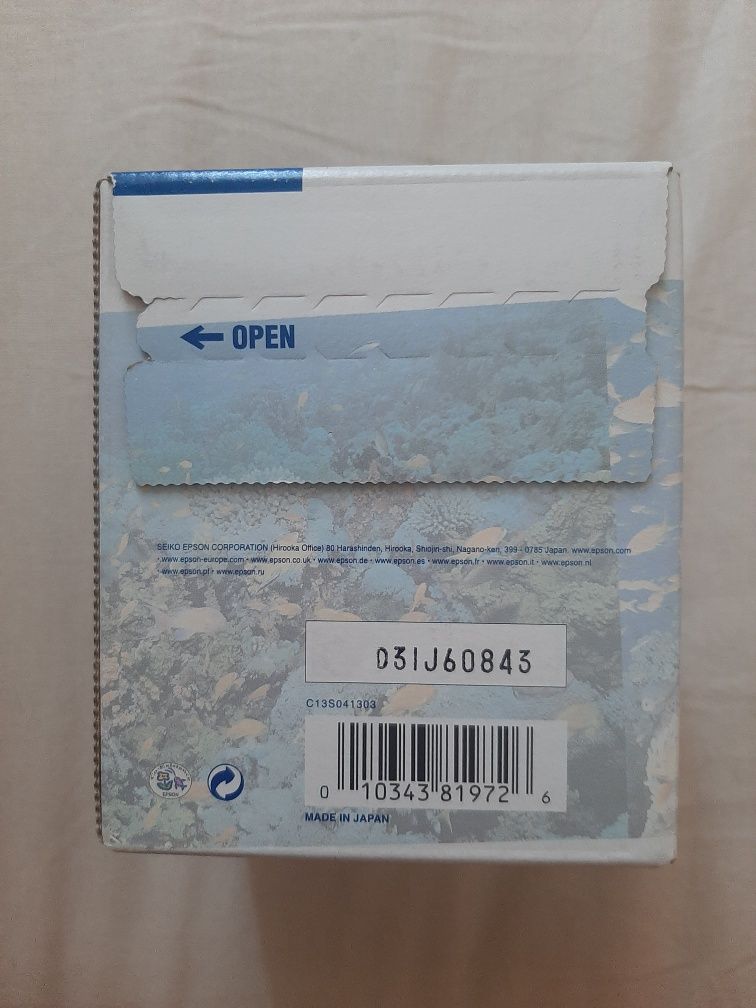 ← OPEN
SEIKO EPSON CORPORATION (Hirooka Office) 80 Harashinden, Hirooka, Shiojiri-shi, Nagano-ken, 399 - 0785 Japan www.epson.com
• www.epson-europe.com • www.epson.co.uk • www.epson.de • www.epson.es • www.epson.fr • www.epson.it • www.epson.nl
• www.epson.pt • www.epson.ru
031J60843
C13S041303
0 10343 81972 6
EPSON
MADE IN JAPAN